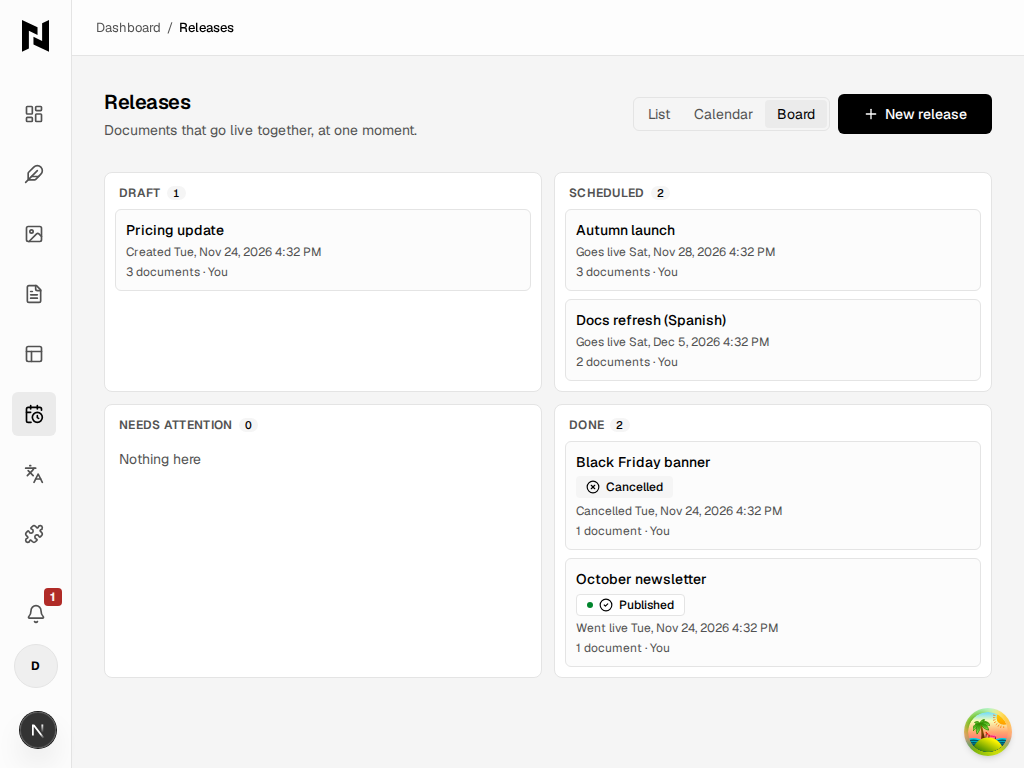 Dashboard / Releases
Releases
Documents that go live together, at one moment.
List
Calendar
Board
New release
DRAFT 1
Pricing update
Created Tue, Nov 24, 2026 4:32 PM
3 documents · You
SCHEDULED 2
Autumn launch
Goes live Sat, Nov 28, 2026 4:32 PM
3 documents · You
Docs refresh (Spanish)
Goes live Sat, Dec 5, 2026 4:32 PM
2 documents · You
NEEDS ATTENTION 0
Nothing here
DONE 2
Black Friday banner
Cancelled
Cancelled Tue, Nov 24, 2026 4:32 PM
1 document · You
October newsletter
Published
Went live Tue, Nov 24, 2026 4:32 PM
1 document · You
1
D
N